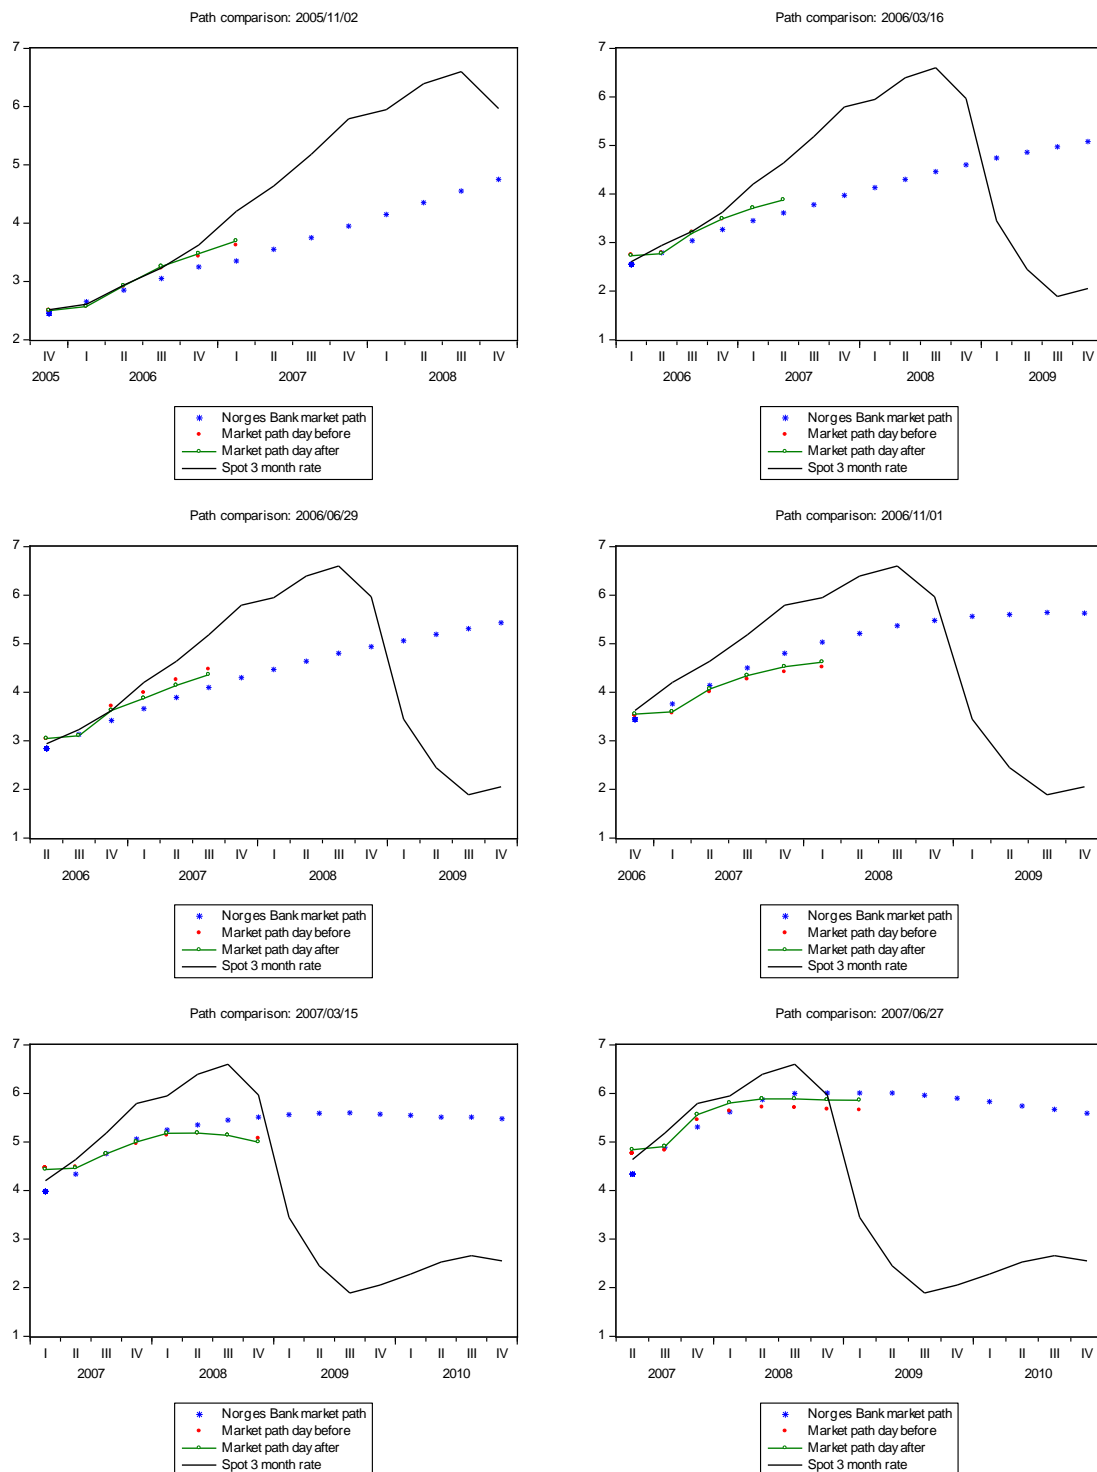 Path comparison: 2005/11/02
7
6
5
4
3
2
IV I II III IV I II III IV I II III IV
2005 2006 2007 2008
Norges Bank market path
Market path day before
Market path day after
Spot 3 month rate
Path comparison: 2006/03/16
7
6
5
4
3
2
1
I II III IV I II III IV I II III IV I II III IV
2006 2007 2008 2009
Norges Bank market path
Market path day before
Market path day after
Spot 3 month rate
Path comparison: 2006/06/29
7
6
5
4
3
2
1
II III IV I II III IV I II III IV I II III IV
2006 2007 2008 2009
Norges Bank market path
Market path day before
Market path day after
Spot 3 month rate
Path comparison: 2006/11/01
7
6
5
4
3
2
1
IV I II III IV I II III IV I II III IV
2006 2007 2008 2009
Norges Bank market path
Market path day before
Market path day after
Spot 3 month rate
Path comparison: 2007/03/15
7
6
5
4
3
2
1
I II III IV I II III IV I II III IV I II III IV
2007 2008 2009 2010
Norges Bank market path
Market path day before
Market path day after
Spot 3 month rate
Path comparison: 2007/06/27
7
6
5
4
3
2
1
II III IV I II III IV I II III IV I II III IV
2007 2008 2009 2010
Norges Bank market path
Market path day before
Market path day after
Spot 3 month rate